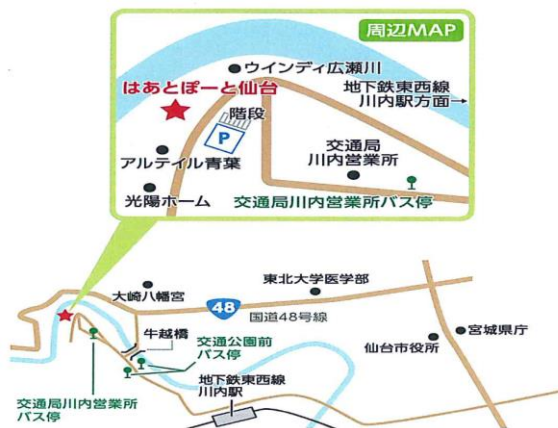 周辺MAP
ウインディ広瀬川
はあとぽーと仙台
地下鉄東西線
川内駅方面→
階段
P
交通局
川内営業所
アルティル青葉
光陽ホーム
交通局川内営業所バス停
大崎八幡宮
東北大学医学部
48
国道48号線
牛越橋
交通公園前
バス停
仙台市役所
宮城県庁
地下鉄東西線
川内駅
交通局川内営業所
バス停